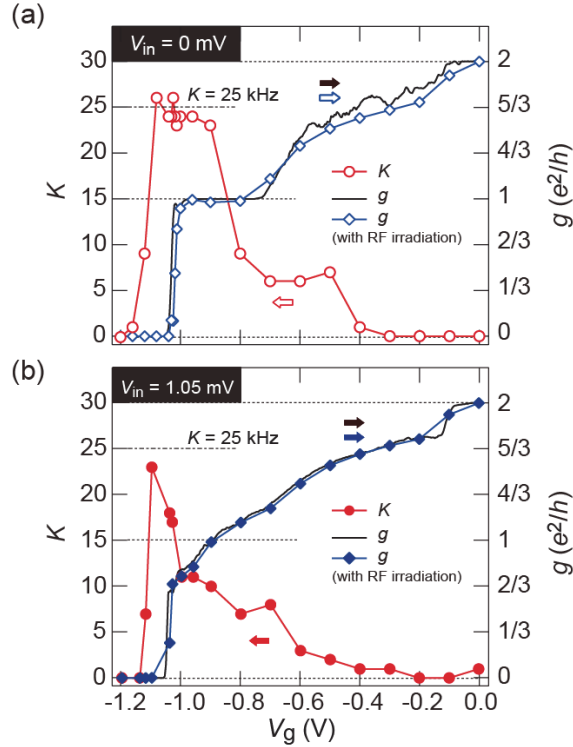 (a)
V_in = 0 mV
30
25
20
15
10
5
0
K
K = 25 kHz
2
5/3
4/3
1
2/3
1/3
0
g (e²/h)
K
g
g
(with RF irradiation)
(b)
V_in = 1.05 mV
30
25
20
15
10
5
0
K
K = 25 kHz
2
5/3
4/3
1
2/3
1/3
0
g (e²/h)
K
g
g
(with RF irradiation)
-1.2 -1.0 -0.8 -0.6 -0.4 -0.2 0.0
V_g (V)